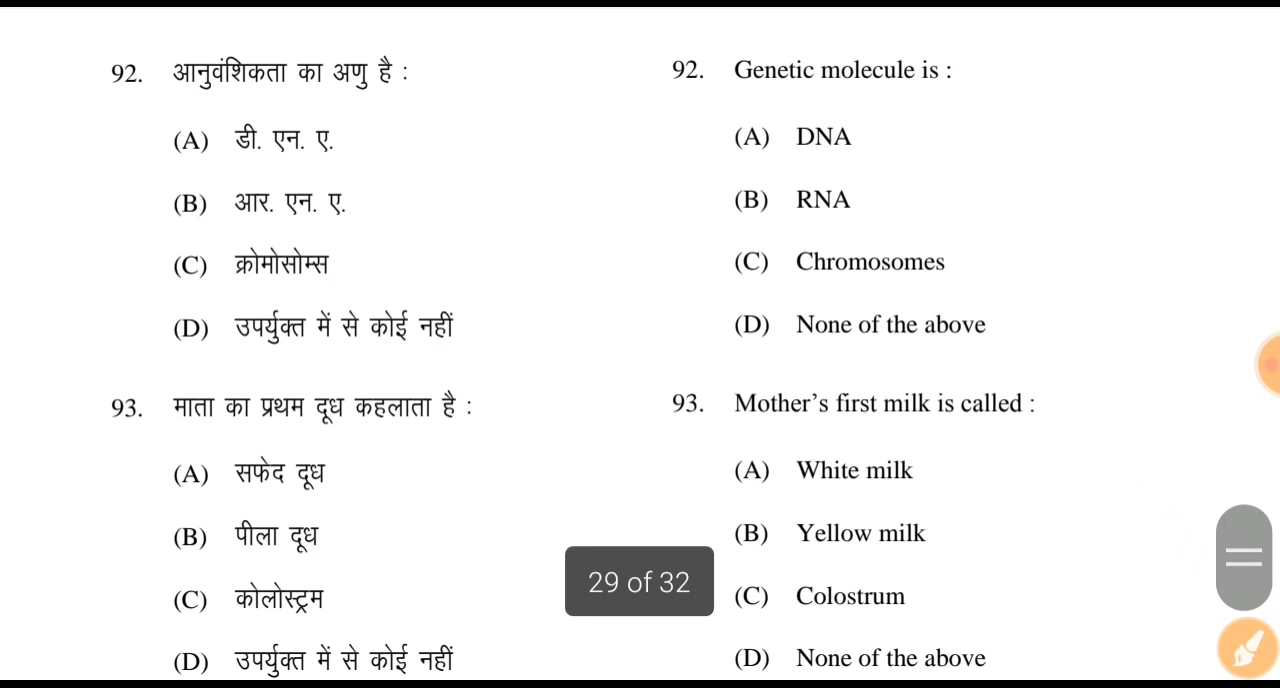 92. आनुवंशिकता का अणु है :
(A) डी. एन. ए.
(B) आर. एन. ए.
(C) क्रोमोसोम्स
(D) उपर्युक्त में से कोई नहीं
93. माता का प्रथम दूध कहलाता है :
(A) सफेद दूध
(B) पीला दूध
(C) कोलोस्ट्रम
(D) उपर्युक्त में से कोई नहीं
92. Genetic molecule is :
(A) DNA
(B) RNA
(C) Chromosomes
(D) None of the above
93. Mother’s first milk is called :
(A) White milk
(B) Yellow milk
(C) Colostrum
(D) None of the above
29 of 32